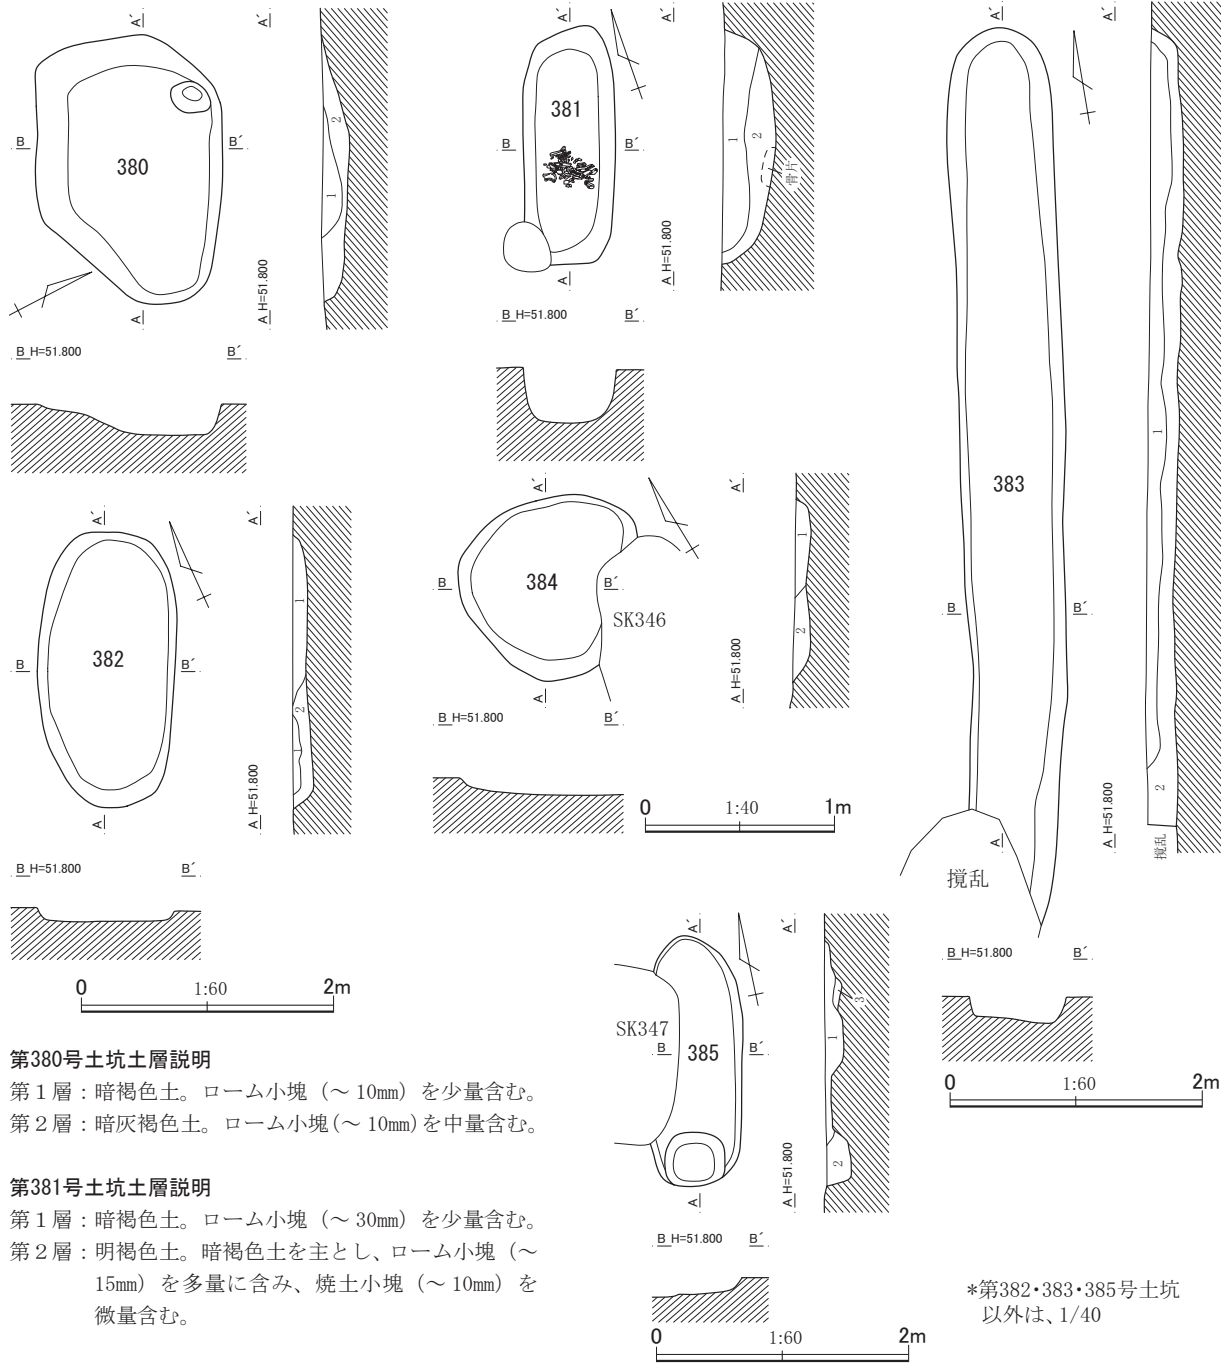 A´
A´
B
B´
380
2
1
A
A H=51.800
B H=51.800
B´
A´
A´
381
B
B´
1
2
骨片
A
A H=51.800
B H=51.800
B´
A´
A´
382
B
B´
1
2
1
A
A H=51.800
B H=51.800
B´
0
1:60
2m
A´
A´
384
B
B´
SK346
1
2
A
A H=51.800
B H=51.800
B´
0
1:40
1m
A´
A´
383
B
B´
1
2
A
A H=51.800
撹乱
撹乱
B H=51.800
B´
0
1:60
2m
A´
A´
SK347
B
385
B´
3
1
2
A
A H=51.800
B H=51.800
B´
0
1:60
2m
第380号土坑土層説明
第1層：暗褐色土。ローム小塊（～10mm）を少量含む。
第2層：暗灰褐色土。ローム小塊(～10mm)を中量含む。
第381号土坑土層説明
第1層：暗褐色土。ローム小塊（～30mm）を少量含む。
第2層：明褐色土。暗褐色土を主とし、ローム小塊（～
15mm）を多量に含み、焼土小塊（～10mm）を
微量含む。
*第382・383・385号土坑
以外は、1/40